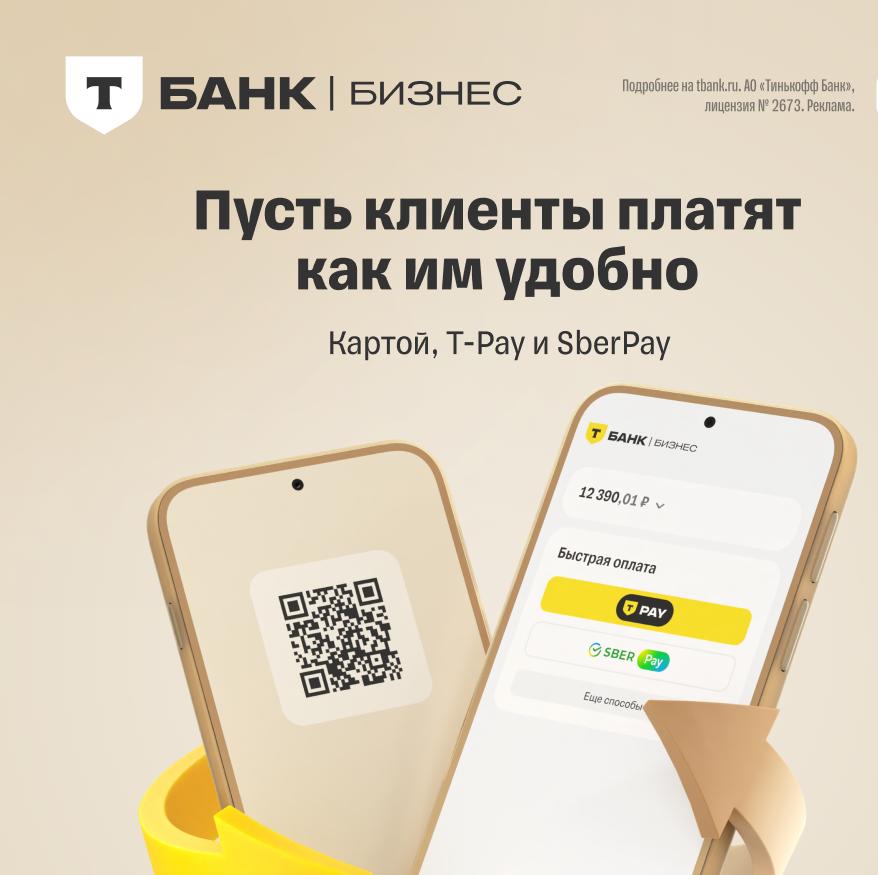 Т БАНК | БИЗНЕС
Подробнее на tbank.ru. АО «Тинькофф Банк»,
лицензия № 2673. Реклама.
Пусть клиенты платят
как им удобно
Картой, T-Pay и SberPay
Т БАНК | БИЗНЕС
12 390,01 ₽
Быстрая оплата
Т PAY
SBER Pay
Еще способы